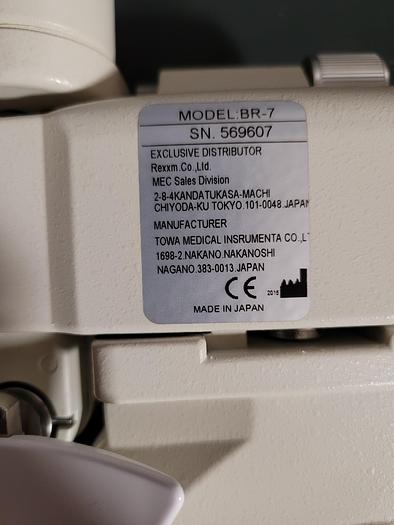 MODEL:BR-7
SN. 569607
EXCLUSIVE DISTRIBUTOR
Rexxm.Co.,Ltd.
MEC Sales Division
2-8-4KANDATUKASA-MACHI
CHIYODA-KU TOKYO.101-0048.JAPAN
MANUFACTURER
TOWA MEDICAL INSRUMENTA CO.,LT
1698-2.NAKANO.NAKANOSHI
NAGANO.383-0013.JAPAN
CE 2016
MADE IN JAPAN